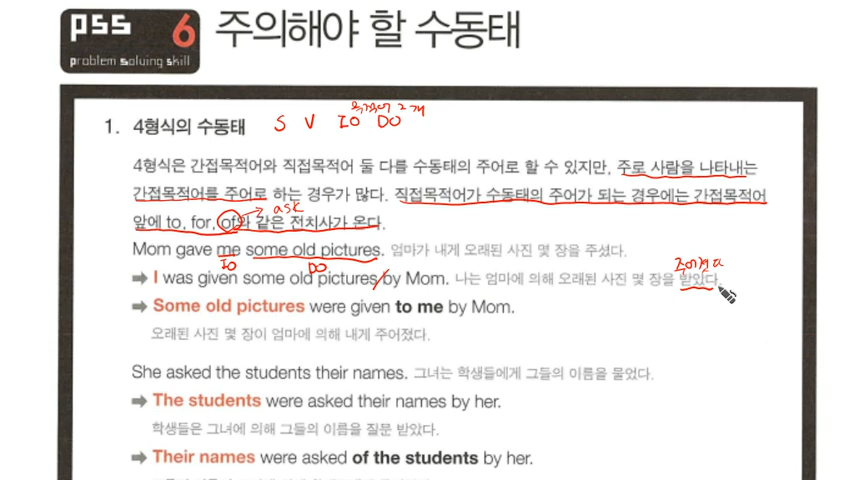 PSS 6 주의해야 할 수동태
problem solving skill
목적어 2개
1. 4형식의 수동태 S V IO DO
4형식은 간접목적어와 직접목적어 둘 다를 수동태의 주어로 할 수 있지만, 주로 사람을 나타내는
간접목적어를 주어로 하는 경우가 많다. 직접목적어가 수동태의 주어가 되는 경우에는 간접목적어
ask
앞에 to, for, of와 같은 전치사가 온다.
Mom gave me some old pictures. 엄마가 내게 오래된 사진 몇 장을 주셨다.
IO DO 주어졌다
➡ I was given some old pictures/by Mom. 나는 엄마에 의해 오래된 사진 몇 장을 받았다.
➡ Some old pictures were given to me by Mom.
오래된 사진 몇 장이 엄마에 의해 내게 주어졌다.
She asked the students their names. 그녀는 학생들에게 그들의 이름을 물었다.
➡ The students were asked their names by her.
학생들은 그녀에 의해 그들의 이름을 질문 받았다.
➡ Their names were asked of the students by her.